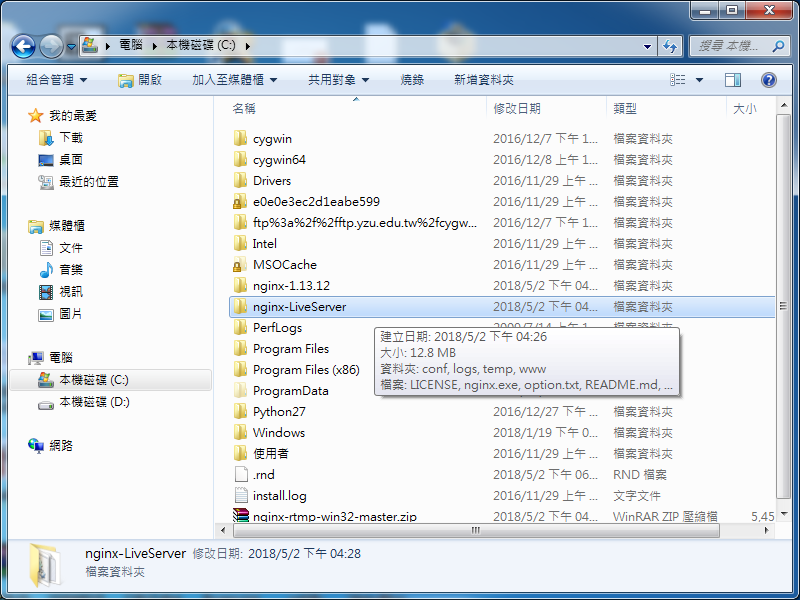 電腦 本機磁碟 (C:) 搜尋 本機...
組合管理 開啟 加入至媒體櫃 共用對象 燒錄 新增資料夾
我的最愛
下載
桌面
最近的位置
媒體櫃
文件
音樂
視訊
圖片
電腦
本機磁碟 (C:)
本機磁碟 (D:)
網路
名稱 修改日期 類型 大小
cygwin 2016/12/7 下午 1... 檔案資料夾
cygwin64 2016/12/8 上午 1... 檔案資料夾
Drivers 2016/11/29 上午 ... 檔案資料夾
e0e0e3ec2d1eabe599 2016/11/29 上午 ... 檔案資料夾
ftp%3a%2f%2fftp.yzu.edu.tw%2fcygw... 2016/12/7 下午 1... 檔案資料夾
Intel 2016/11/29 上午 ... 檔案資料夾
MSOCache 2016/11/29 上午 ... 檔案資料夾
nginx-1.13.12 2018/5/2 下午 04... 檔案資料夾
nginx-LiveServer 2018/5/2 下午 04... 檔案資料夾
PerfLogs 2009/7/14 上午 1... 檔案資料夾
Program Files
Program Files (x86)
ProgramData
建立日期: 2018/5/2 下午 04:26
大小: 12.8 MB
資料夾: conf, logs, temp, www
檔案: LICENSE, nginx.exe, option.txt, README.md, ...
Python27 2016/12/27 下午 ... 檔案資料夾
Windows 2018/1/19 下午 0... 檔案資料夾
使用者 2016/11/29 上午 ... 檔案資料夾
.rnd 2018/5/2 下午 06... RND 檔案
install.log 2016/11/29 上午 ... 文字文件
nginx-rtmp-win32-master.zip 2018/5/2 下午 04... WinRAR ZIP 壓縮檔 5,45
nginx-LiveServer 修改日期: 2018/5/2 下午 04:28
檔案資料夾